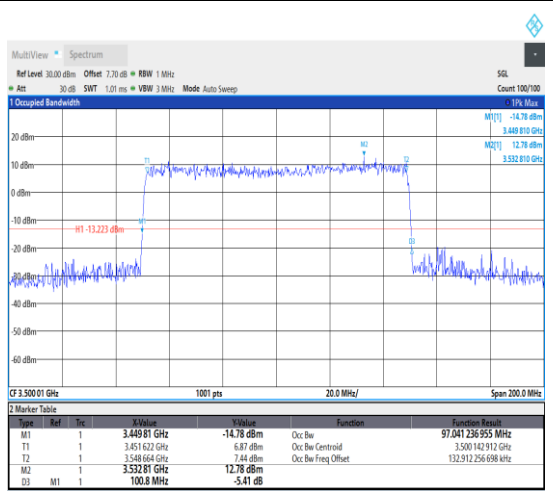 MultiView Spectrum
Ref Level 30.00 dBm Offset 7.70 dB RBW 1 MHz SGL
Att 30 dB SWT 1.01 ms VBW 3 MHz Mode Auto Sweep Count 100/100
1 Occupied Bandwidth 1Pk Max
M1[1] -14.78 dBm
3.449 810 GHz
M2[1] 12.78 dBm
3.532 810 GHz
20 dBm
M2
T1 T2
10 dBm
0 dBm
-10 dBm
M1
H1 -13.223 dBm
-20 dBm
D3
-30 dBm
-40 dBm
-50 dBm
-60 dBm
CF 3.500 01 GHz 1001 pts 20.0 MHz/ Span 200.0 MHz
2 Marker Table
Type Ref Trc X-Value Y-Value Function Function Result
M1 1 3.449 81 GHz -14.78 dBm Occ Bw 97.041 236 955 MHz
T1 1 3.451 622 GHz 6.87 dBm Occ Bw Centroid 3.500 142 912 GHz
T2 1 3.548 664 GHz 7.44 dBm Occ Bw Freq Offset 132.912 256 698 kHz
M2 1 3.532 81 GHz 12.78 dBm
D3 M1 1 100.8 MHz -5.41 dB